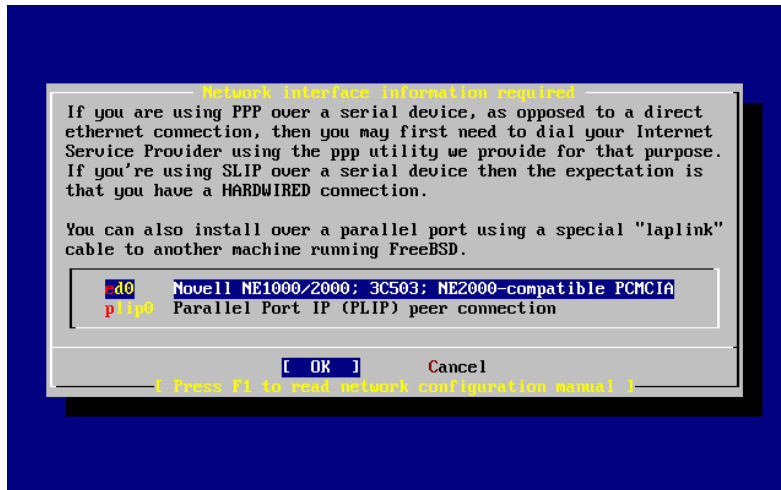 Network interface information required
If you are using PPP over a serial device, as opposed to a direct
ethernet connection, then you may first need to dial your Internet
Service Provider using the ppp utility we provide for that purpose.
If you're using SLIP over a serial device then the expectation is
that you have a HARDWIRED connection.
You can also install over a parallel port using a special "laplink"
cable to another machine running FreeBSD.
ed0 Novell NE1000/2000; 3C503; NE2000-compatible PCMCIA
plip0 Parallel Port IP (PLIP) peer connection
[ OK ] Cancel
[ Press F1 to read network configuration manual ]